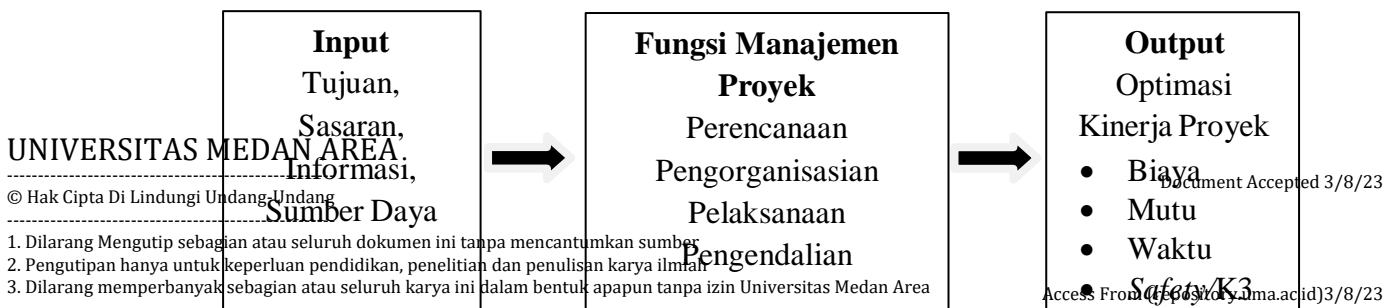 Input
Tujuan,
Sasaran,
Informasi,
Sumber Daya
Fungsi Manajemen
Proyek
Perencanaan
Pengorganisasian
Pelaksanaan
Pengendalian
Output
Optimasi
Kinerja Proyek
• Biaya
• Mutu
• Waktu
• Safety/K3
UNIVERSITAS MEDAN AREA
© Hak Cipta Di Lindungi Undang-Undang
Document Accepted 3/8/23
1. Dilarang Mengutip sebagian atau seluruh dokumen ini tanpa mencantumkan sumber
2. Pengutipan hanya untuk keperluan pendidikan, penelitian dan penulisan karya ilmiah
3. Dilarang memperbanyak sebagian atau seluruh karya ini dalam bentuk apapun tanpa izin Universitas Medan Area
Access From (repository.uma.ac.id)3/8/23